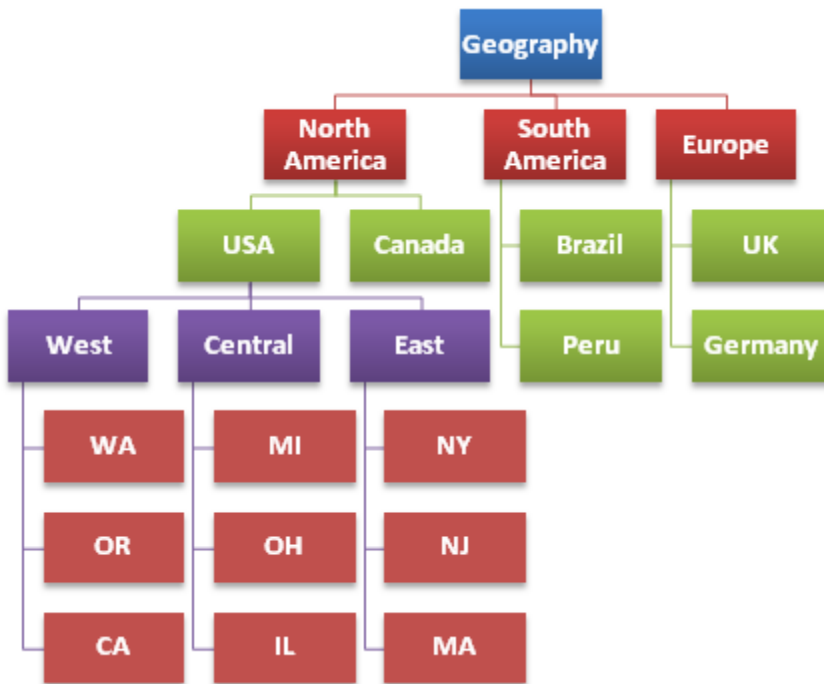 Geography
North
America
South
America
Europe
USA
Canada
Brazil
UK
West
Central
East
Peru
Germany
WA
MI
NY
OR
OH
NJ
CA
IL
MA